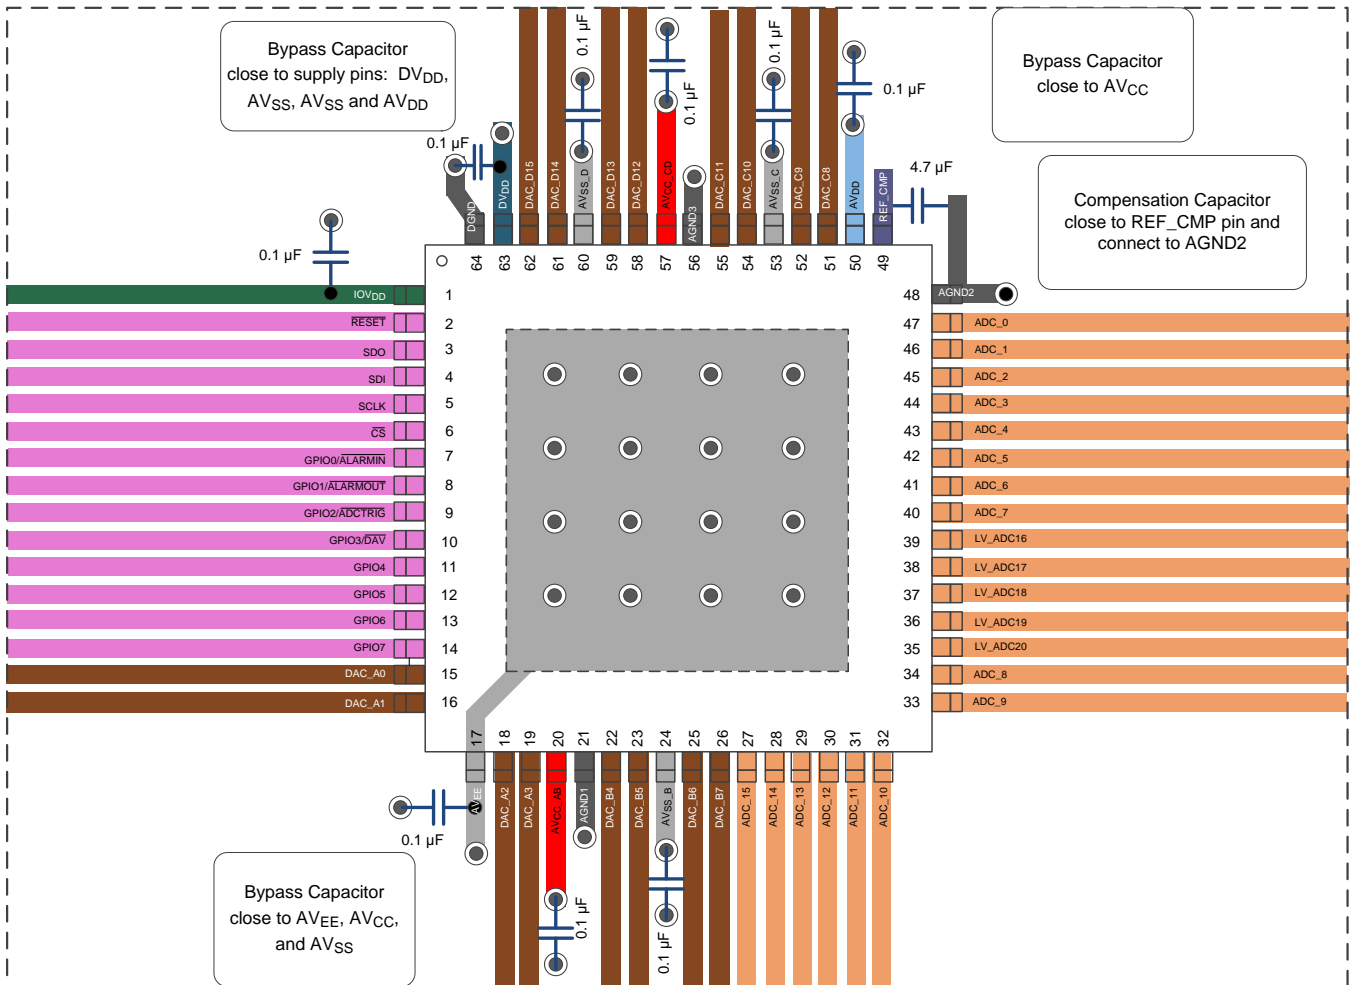 Bypass Capacitor
close to supply pins: DVDD,
AVSS, AVSS and AVDD
Bypass Capacitor
close to AVCC
Compensation Capacitor
close to REF_CMP pin and
connect to AGND2
0.1 µF
0.1 µF
0.1 µF
0.1 µF
0.1 µF
0.1 µF
4.7 µF
DGND
DVDD
DAC_D15
DAC_D14
AVSS_D
DAC_D13
DAC_D12
AVCC_CD
AGND3
DAC_C11
DAC_C10
AVSS_C
DAC_C9
DAC_C8
AVDD
REF_CMP
64
63
62
61
60
59
58
57
56
55
54
53
52
51
50
49
IOVDD 1
RESET 2
SDO 3
SDI 4
SCLK 5
CS 6
GPIO0/ALARMIN 7
GPIO1/ALARMOUT 8
GPIO2/ADCTRIG 9
GPIO3/DAV 10
GPIO4 11
GPIO5 12
GPIO6 13
GPIO7 14
DAC_A0 15
DAC_A1 16
48 AGND2
47 ADC_0
46 ADC_1
45 ADC_2
44 ADC_3
43 ADC_4
42 ADC_5
41 ADC_6
40 ADC_7
39 LV_ADC16
38 LV_ADC17
37 LV_ADC18
36 LV_ADC19
35 LV_ADC20
34 ADC_8
33 ADC_9
17
18
19
20
21
22
23
24
25
26
27
28
29
30
31
32
AVEE
DAC_A2
DAC_A3
AVCC_AB
AGND1
DAC_B4
DAC_B5
AVSS_B
DAC_B6
DAC_B7
ADC_15
ADC_14
ADC_13
ADC_12
ADC_11
ADC_10
0.1 µF
0.1 µF
0.1 µF
Bypass Capacitor
close to AVEE, AVCC,
and AVSS